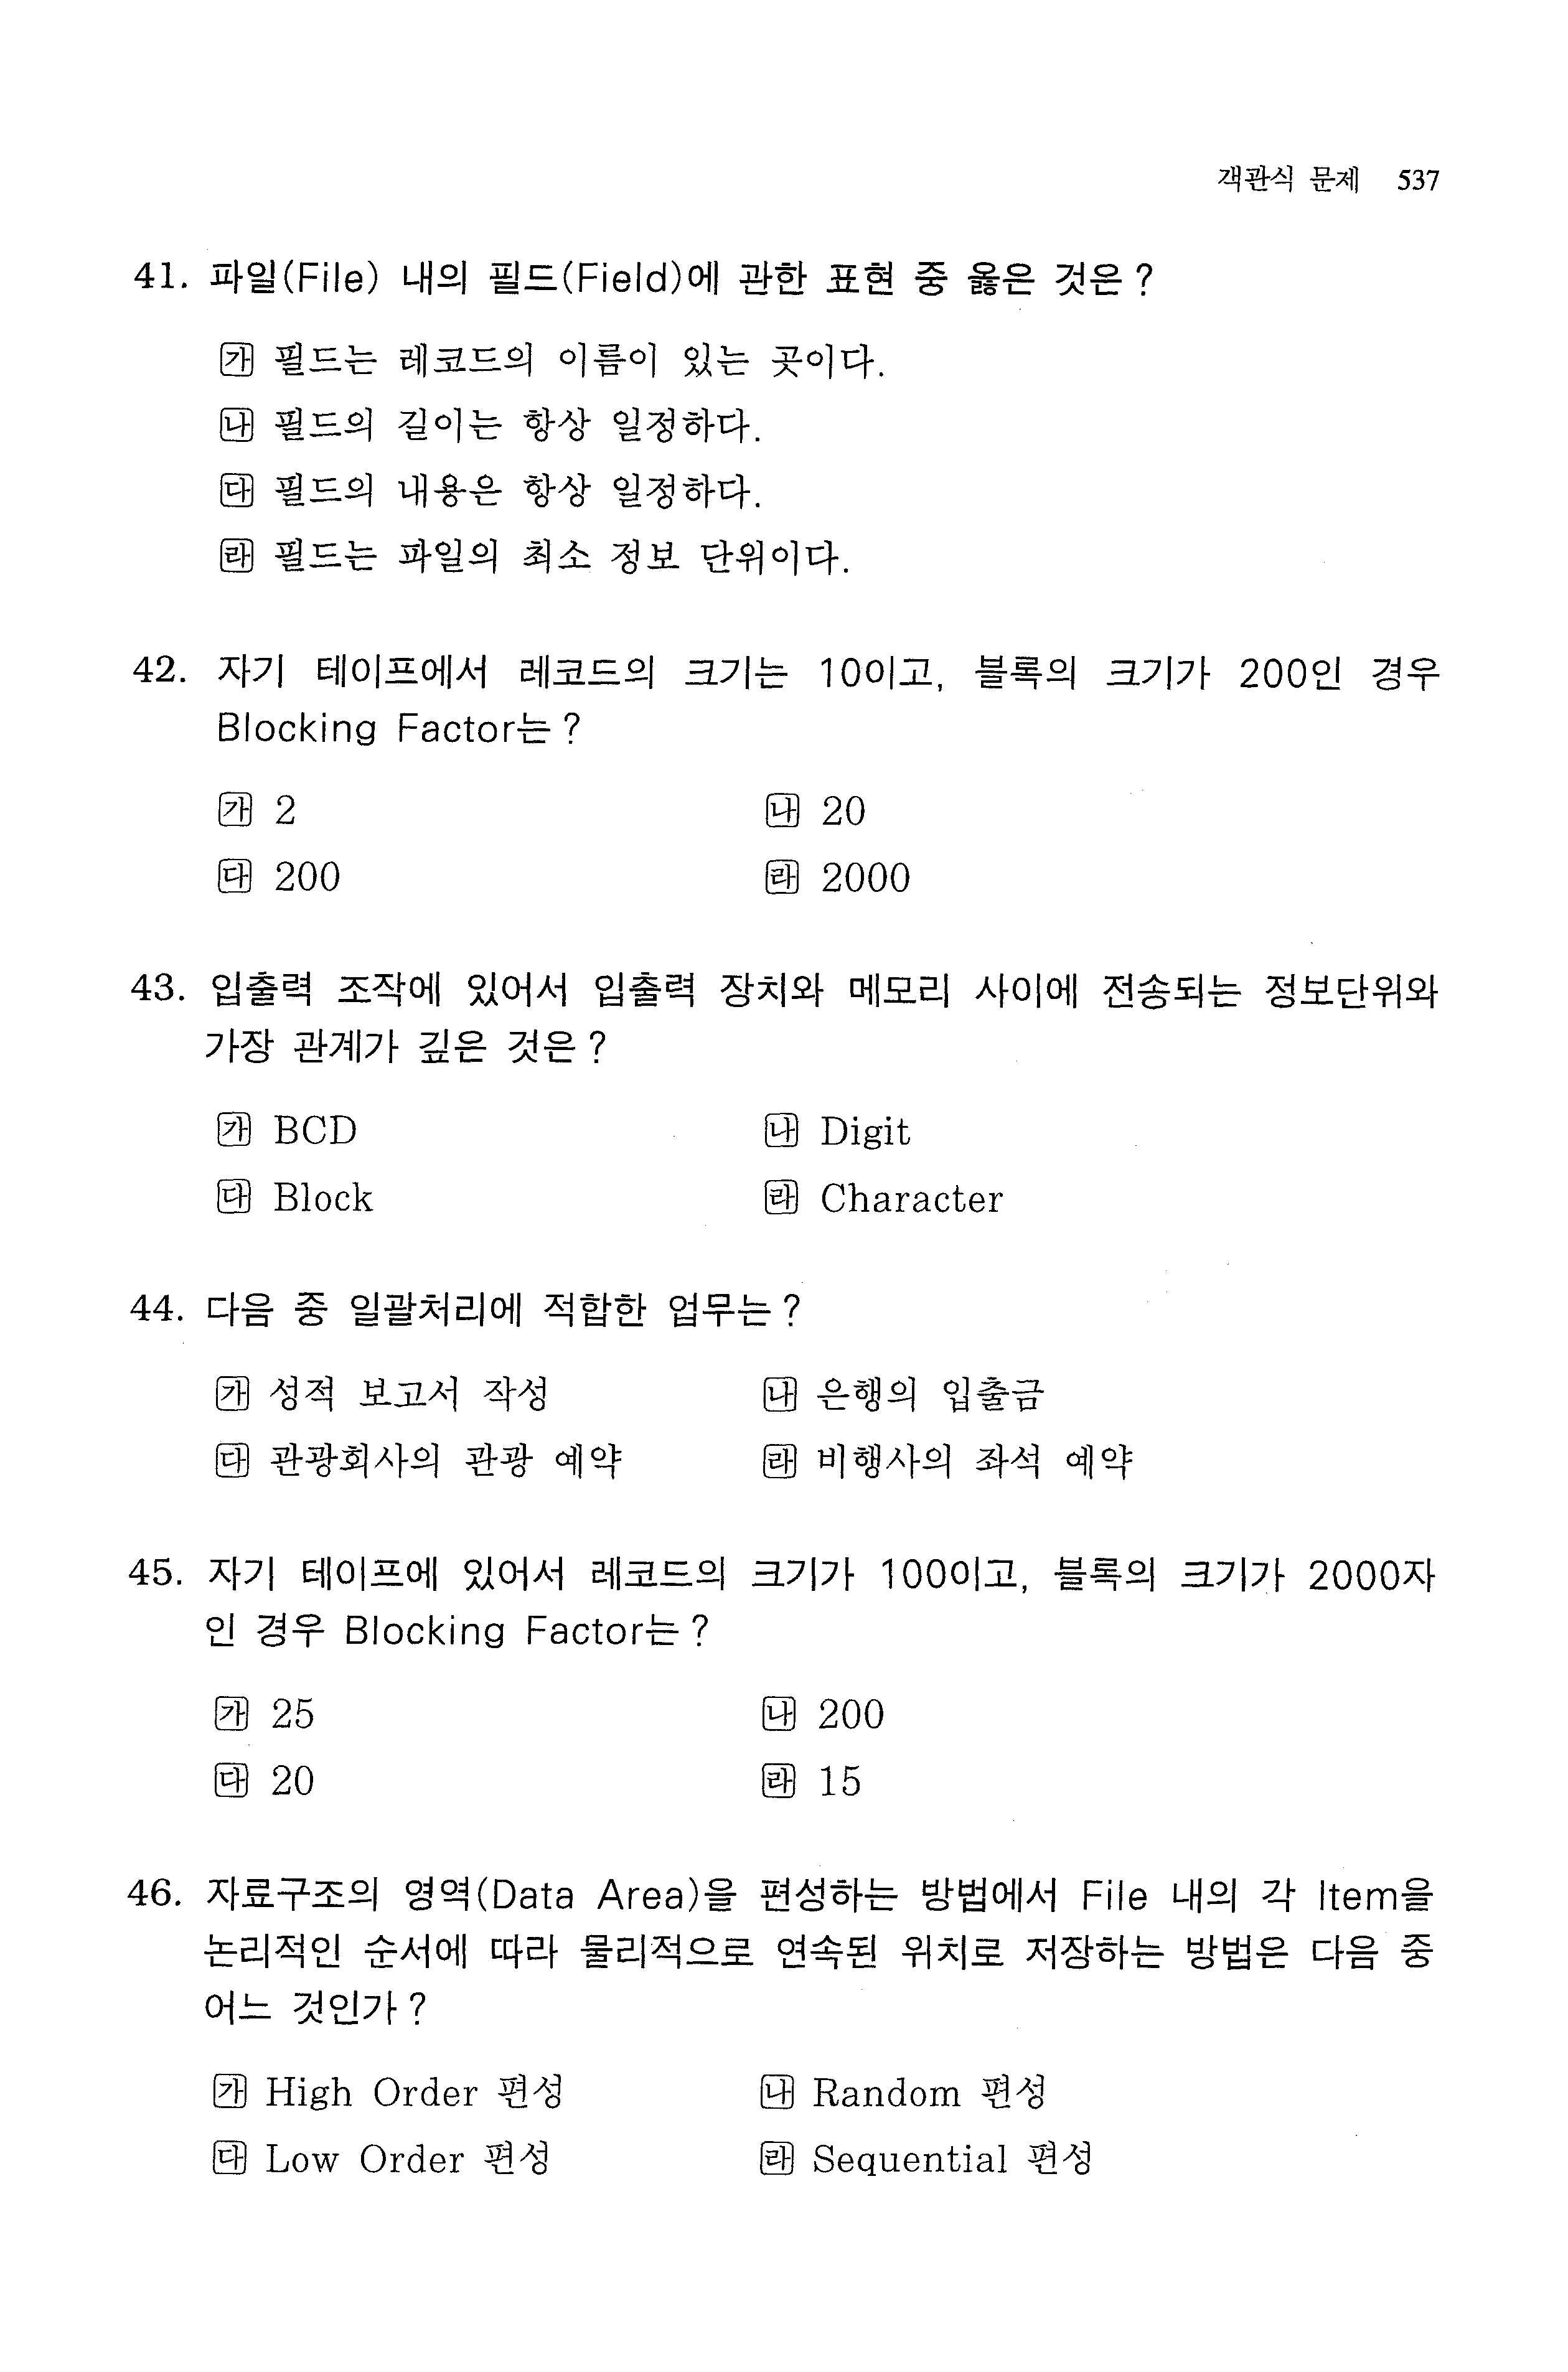 객관식 문제 537
41. 파일(File) 내의 필드(Field)에 관한 표현 중 옳은 것은?
㉮ 필드는 레코드의 이름이 있는 곳이다.
㉯ 필드의 길이는 항상 일정하다.
㉰ 필드의 내용은 항상 일정하다.
㉱ 필드는 파일의 최소 정보 단위이다.
42. 자기 테이프에서 레코드의 크기는 10이고, 블록의 크기가 200인 경우
Blocking Factor는?
㉮ 2 ㉯ 20
㉰ 200 ㉱ 2000
43. 입출력 조작에 있어서 입출력 장치와 메모리 사이에 전송되는 정보단위와
가장 관계가 깊은 것은?
㉮ BCD ㉯ Digit
㉰ Block ㉱ Character
44. 다음 중 일괄처리에 적합한 업무는?
㉮ 성적 보고서 작성 ㉯ 은행의 입출금
㉰ 관광회사의 관광 예약 ㉱ 비행사의 좌석 예약
45. 자기 테이프에 있어서 레코드의 크기가 100이고, 블록의 크기가 2000자
인 경우 Blocking Factor는?
㉮ 25 ㉯ 200
㉰ 20 ㉱ 15
46. 자료구조의 영역(Data Area)을 편성하는 방법에서 File 내의 각 Item을
논리적인 순서에 따라 물리적으로 연속된 위치로 저장하는 방법은 다음 중
어느 것인가?
㉮ High Order 편성 ㉯ Random 편성
㉰ Low Order 편성 ㉱ Sequential 편성